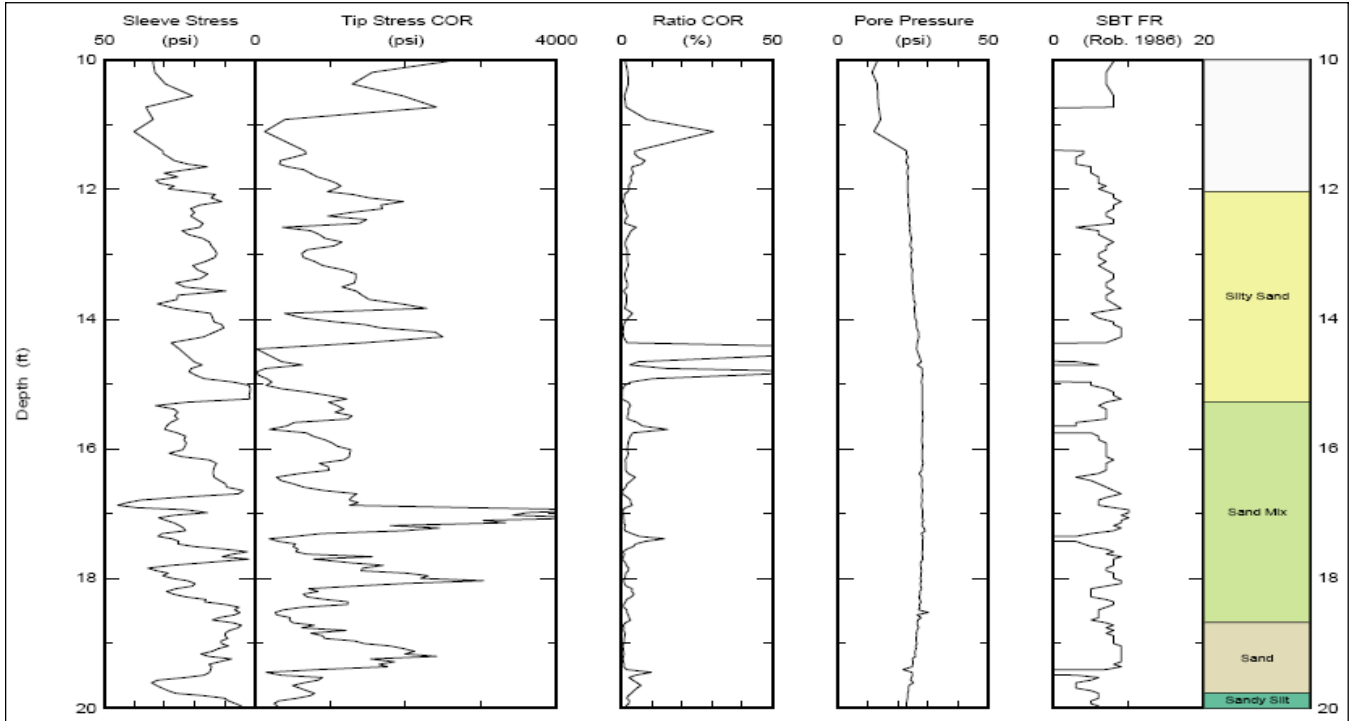 Sleeve Stress Tip Stress COR Ratio COR Pore Pressure SBT FR
50 (psi) 0 (psi) 4000 0 (%) 50 0 (psi) 50 0 (Rob. 1986) 20
10 10
12 12
Silty Sand
14 14
Depth (ft)
16 16
Sand Mix
18 18
Sand
Sandy Silt
20 20